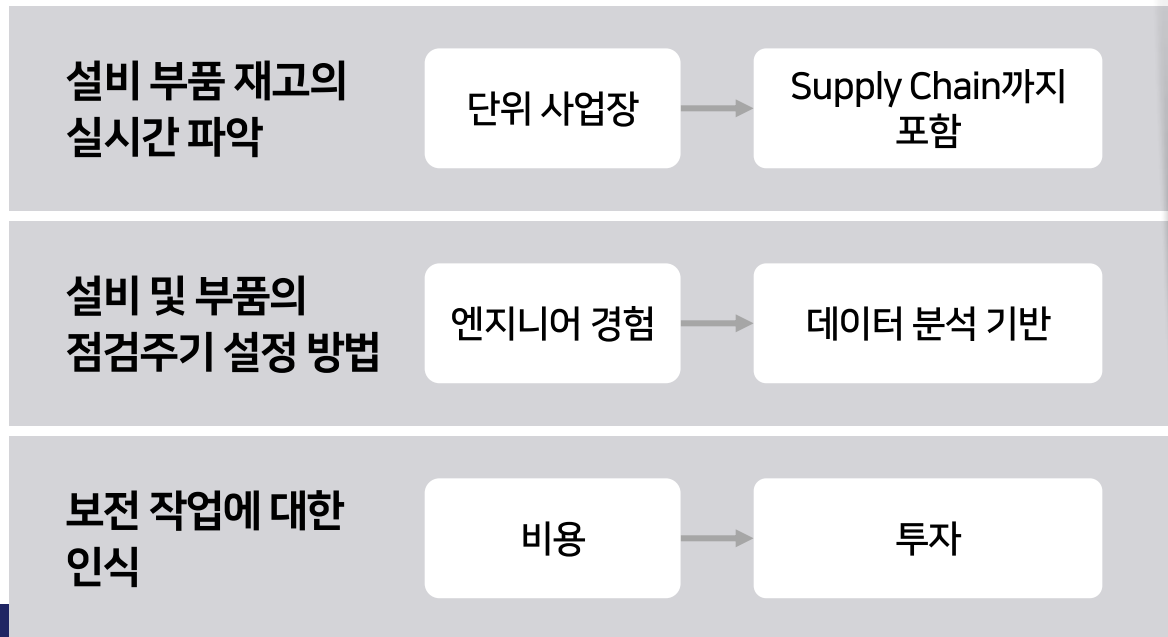 설비 부품 재고의
실시간 파악
단위 사업장
Supply Chain까지
포함
설비 및 부품의
점검주기 설정 방법
엔지니어 경험
데이터 분석 기반
보전 작업에 대한
인식
비용
투자